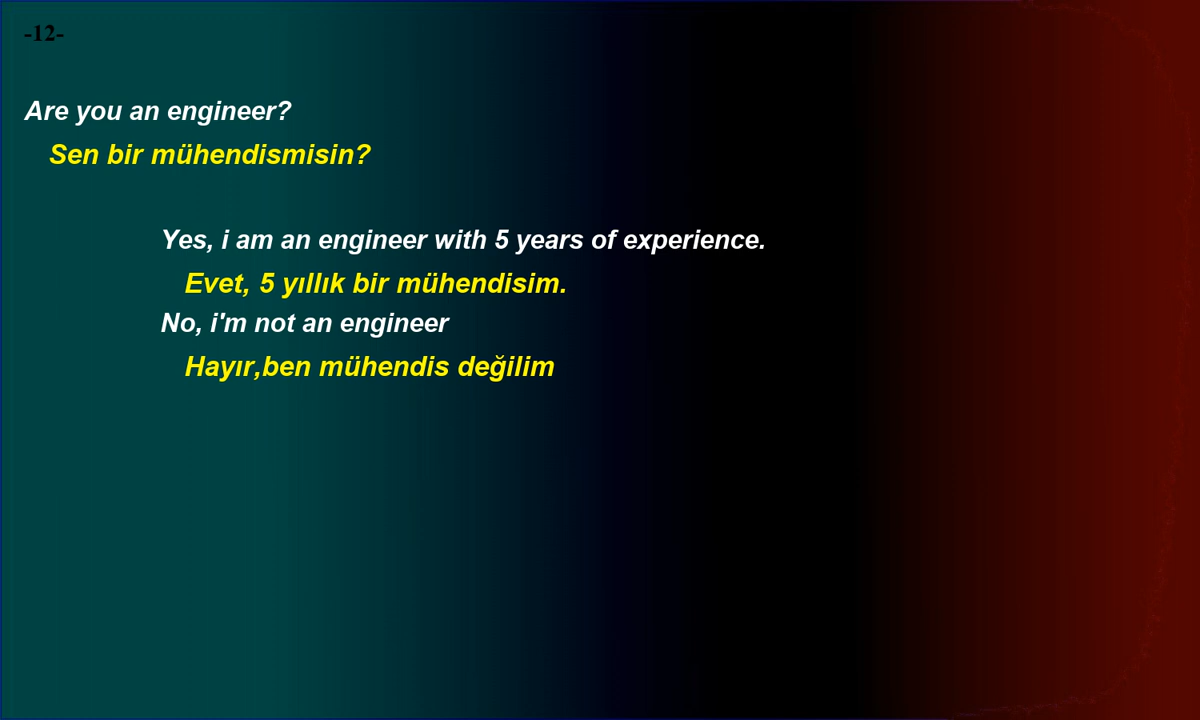 -12-
Are you an engineer?
Sen bir mühendismisin?
Yes, i am an engineer with 5 years of experience.
Evet, 5 yıllık bir mühendisim.
No, i'm not an engineer
Hayır,ben mühendis değilim